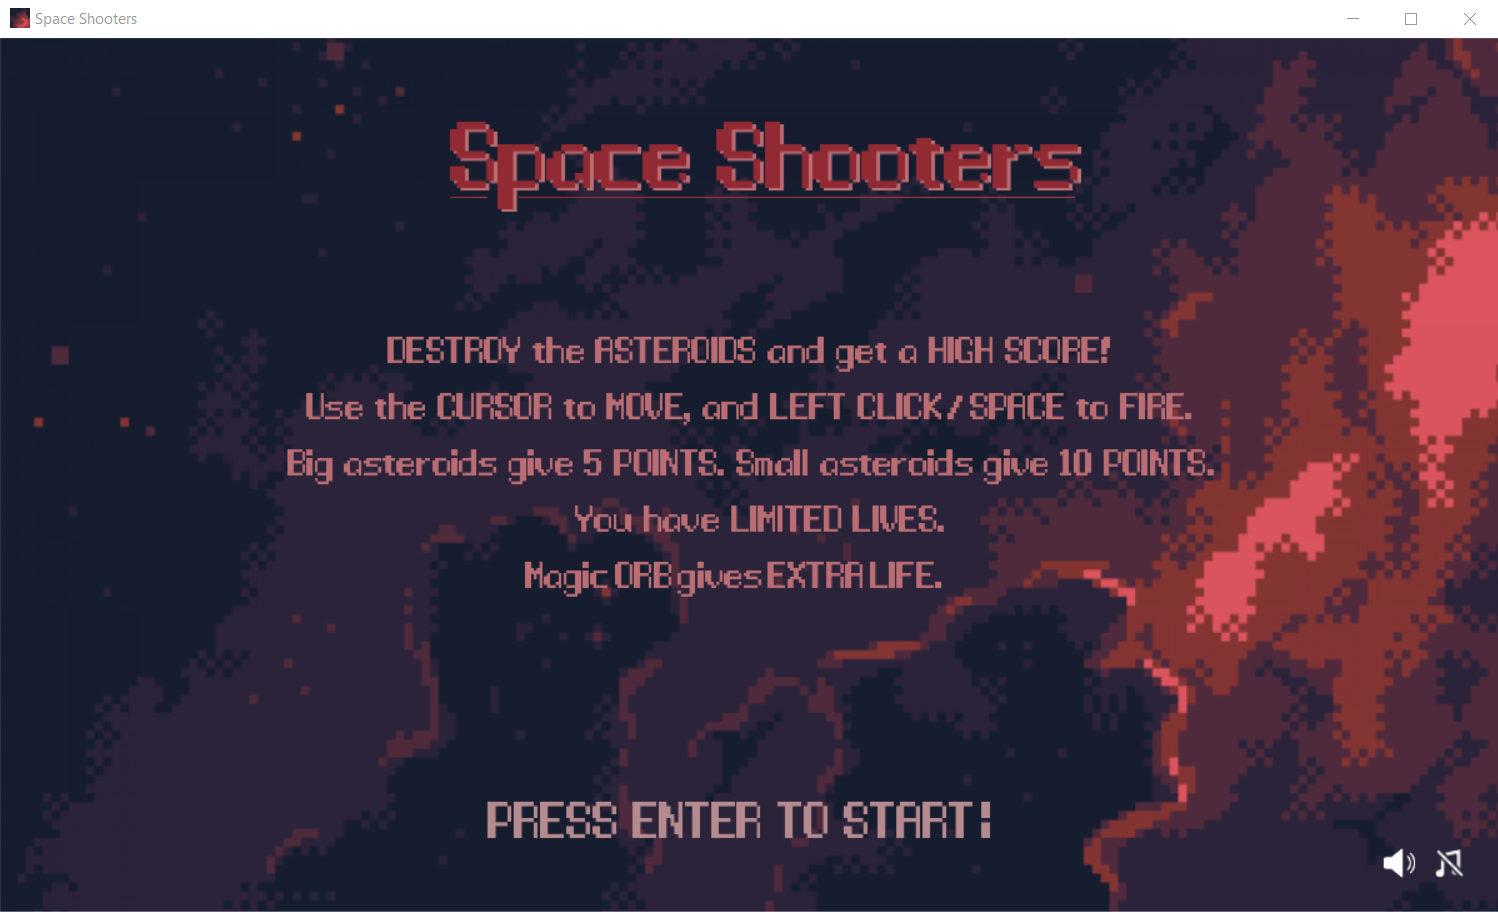 Space Shooters
Space Shooters
DESTROY the ASTEROIDS and get a HIGH SCORE!
Use the CURSOR to MOVE, and LEFT CLICK/SPACE to FIRE.
Big asteroids give 5 POINTS. Small asteroids give 10 POINTS.
You have LIMITED LIVES.
Magic ORB gives EXTRA LIFE.
PRESS ENTER TO START!